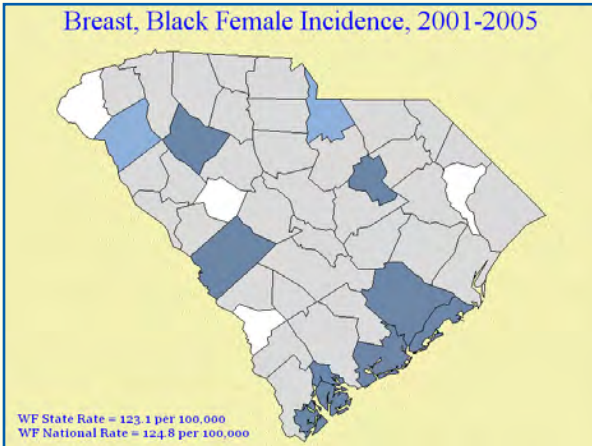 Breast, Black Female Incidence, 2001-2005
WF State Rate = 123.1 per 100,000
WF National Rate = 124.8 per 100,000